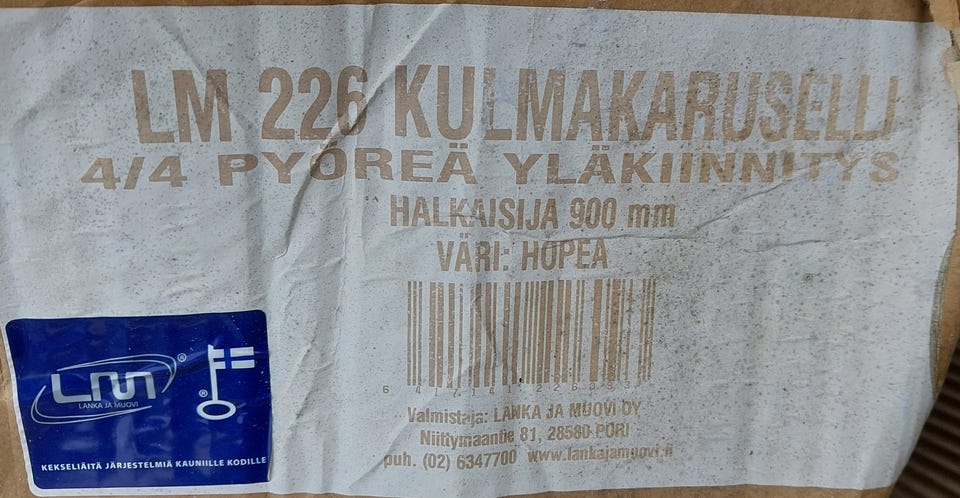 LM 226 KULMAKARUSELLI
4/4 PYÖREÄ YLÄKIINNITYS
HALKAISIJA 900 mm
VÄRI: HOPEA
Valmistaja: LANKA JA MUOVI OY
Niittymaantie 81, 28580 PORI
puh. (02) 6347700 www.lankajamuovi.fi
LM®
LANKA JA MUOVI
®
KEKSELIÄITÄ JÄRJESTELMIÄ KAUNIILLE KODILLE